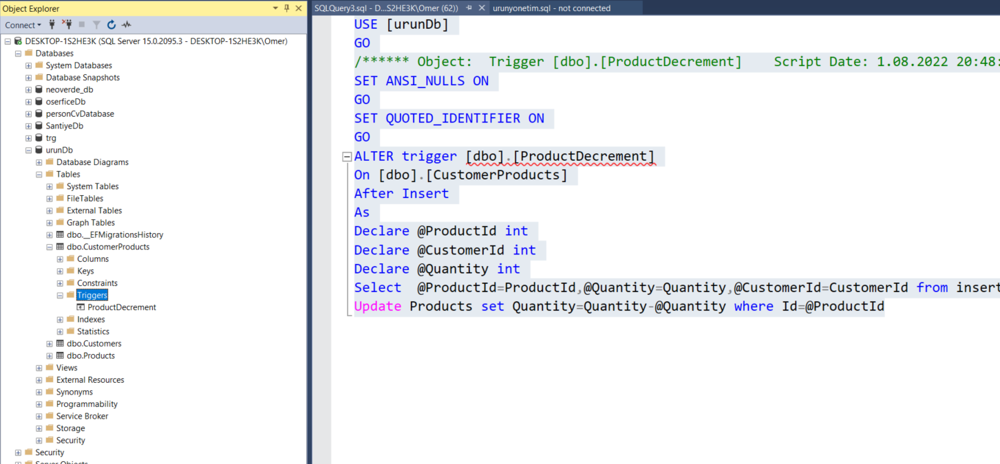 Object Explorer
Connect
DESKTOP-1S2HE3K (SQL Server 15.0.2095.3 - DESKTOP-1S2HE3K\Omer)
Databases
System Databases
Database Snapshots
neoverde_db
oserficeDb
personCvDatabase
SantiyeDb
trg
urunDb
Database Diagrams
Tables
System Tables
FileTables
External Tables
Graph Tables
dbo.__EFMigrationsHistory
dbo.CustomerProducts
Columns
Keys
Constraints
Triggers
ProductDecrement
Indexes
Statistics
dbo.Customers
dbo.Products
Views
External Resources
Synonyms
Programmability
Service Broker
Storage
Security
Security
Server Objects
SQLQuery3.sql - D...S2HE3K\Omer (62)) urunyonetim.sql - not connected
USE [urunDb]
GO
/****** Object:  Trigger [dbo].[ProductDecrement]    Script Date: 1.08.2022 20:48:
SET ANSI_NULLS ON
GO
SET QUOTED_IDENTIFIER ON
GO
ALTER trigger [dbo].[ProductDecrement]
On [dbo].[CustomerProducts]
After Insert
As
Declare @ProductId int
Declare @CustomerId int
Declare @Quantity int
Select  @ProductId=ProductId,@Quantity=Quantity,@CustomerId=CustomerId from insert
Update Products set Quantity=Quantity-@Quantity where Id=@ProductId